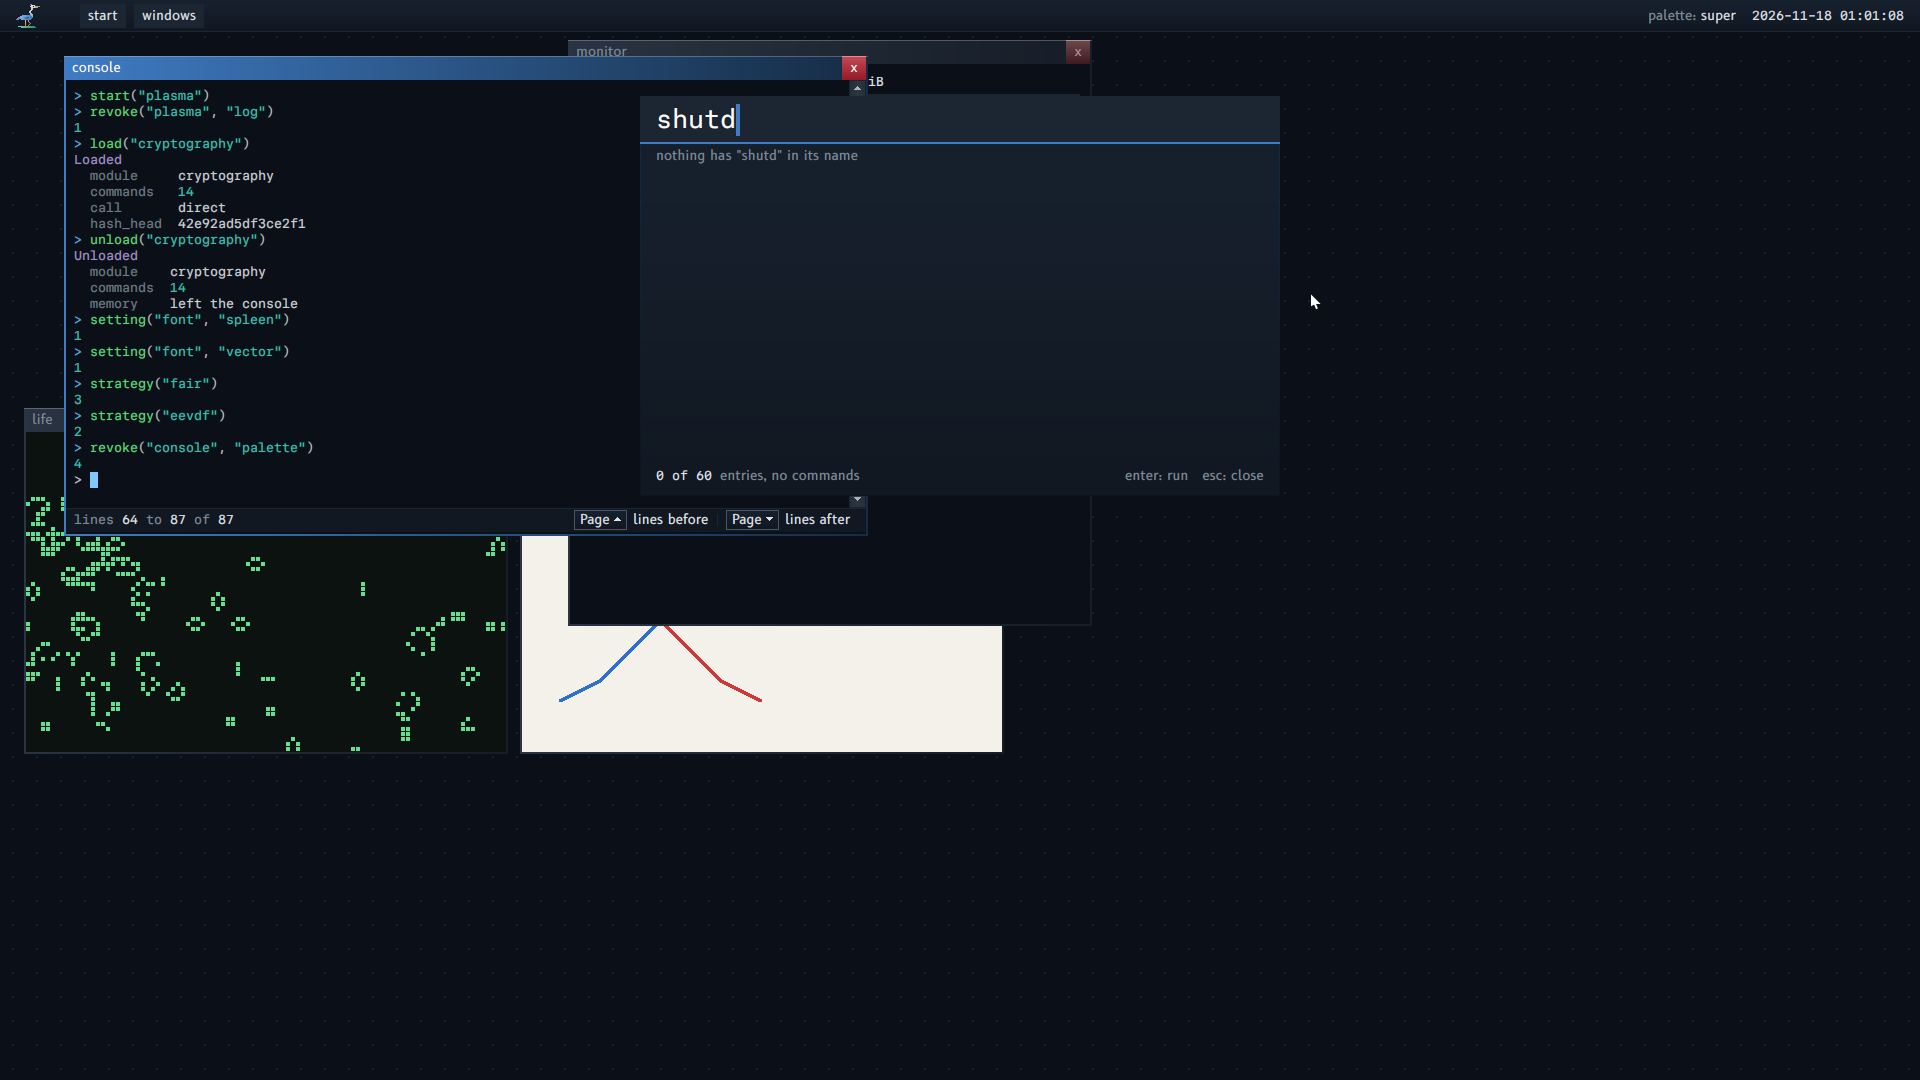 start windows palette: super 2026-11-18 01:01:08
monitor x
console x
iB
> start("plasma")
> revoke("plasma", "log")
1
> load("cryptography")
Loaded
module cryptography
commands 14
call direct
hash_head 42e92ad5df3ce2f1
> unload("cryptography")
Unloaded
module cryptography
commands 14
memory left the console
> setting("font", "spleen")
1
> setting("font", "vector")
1
> strategy("fair")
3
> strategy("eevdf")
2
> revoke("console", "palette")
4
>
lines 64 to 87 of 87 Page lines before Page lines after
shutd
nothing has "shutd" in its name
0 of 60 entries, no commands enter: run esc: close
life